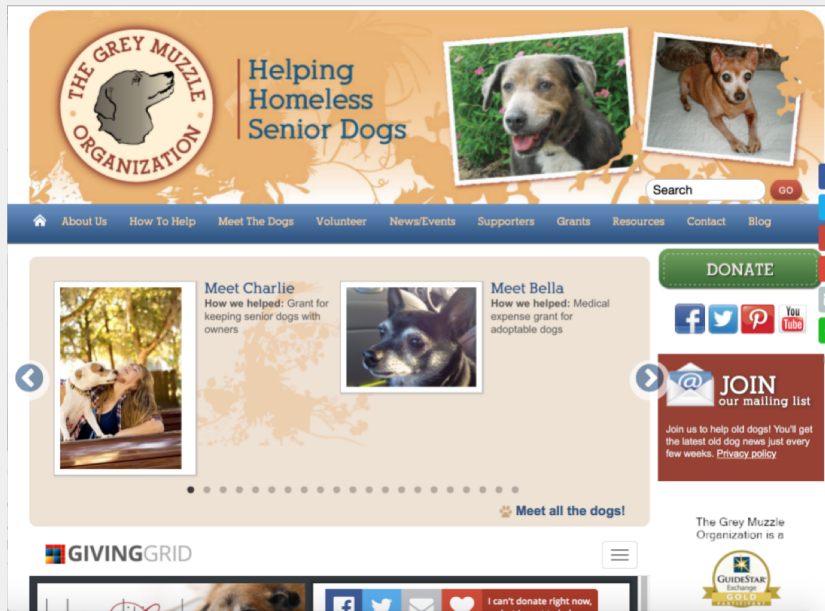 THE GREY MUZZLE
ORGANIZATION
Helping
Homeless
Senior Dogs
Search
GO
About Us How To Help Meet The Dogs Volunteer News/Events Supporters Grants Resources Contact Blog
Meet Charlie
How we helped: Grant for
keeping senior dogs with
owners
Meet Bella
How we helped: Medical
expense grant for
adoptable dogs
Meet all the dogs!
DONATE
You
Tube
JOIN
our mailing list
Join us to help old dogs! You'll get
the latest old dog news just every
few weeks. Privacy policy
The Grey Muzzle
Organization is a
GUIDESTAR
Exchange
GOLD
PARTICIPANT
GIVINGGRID
I can't donate right now,